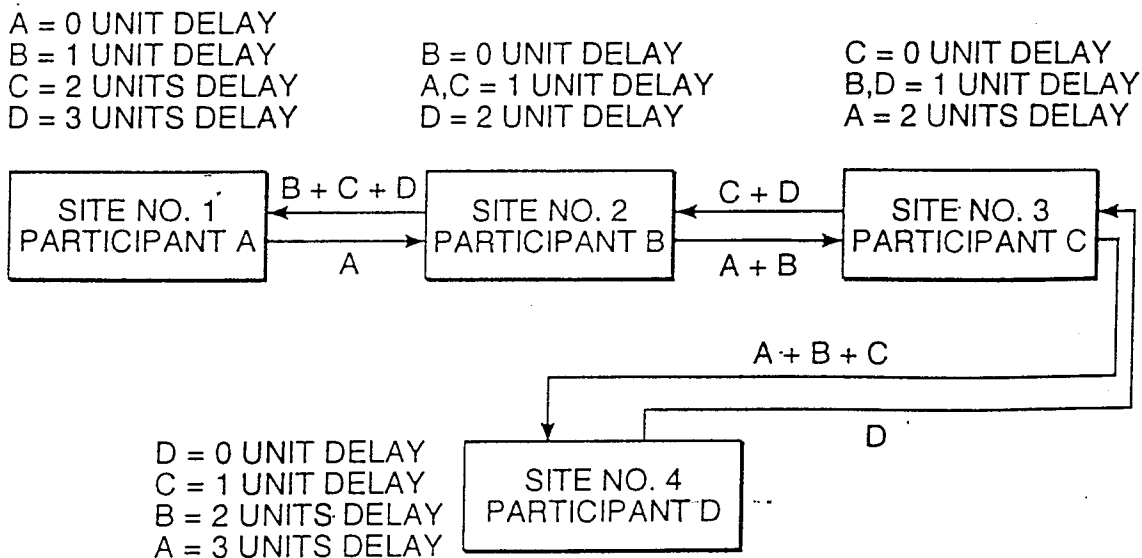 A = 0 UNIT DELAY
B = 1 UNIT DELAY
C = 2 UNITS DELAY
D = 3 UNITS DELAY
B = 0 UNIT DELAY
A,C = 1 UNIT DELAY
D = 2 UNIT DELAY
C = 0 UNIT DELAY
B,D = 1 UNIT DELAY
A = 2 UNITS DELAY
SITE NO. 1
PARTICIPANT A
B + C + D
A
SITE NO. 2
PARTICIPANT B
C + D
A + B
SITE NO. 3
PARTICIPANT C
A + B + C
D
D = 0 UNIT DELAY
C = 1 UNIT DELAY
B = 2 UNITS DELAY
A = 3 UNITS DELAY
SITE NO. 4
PARTICIPANT D